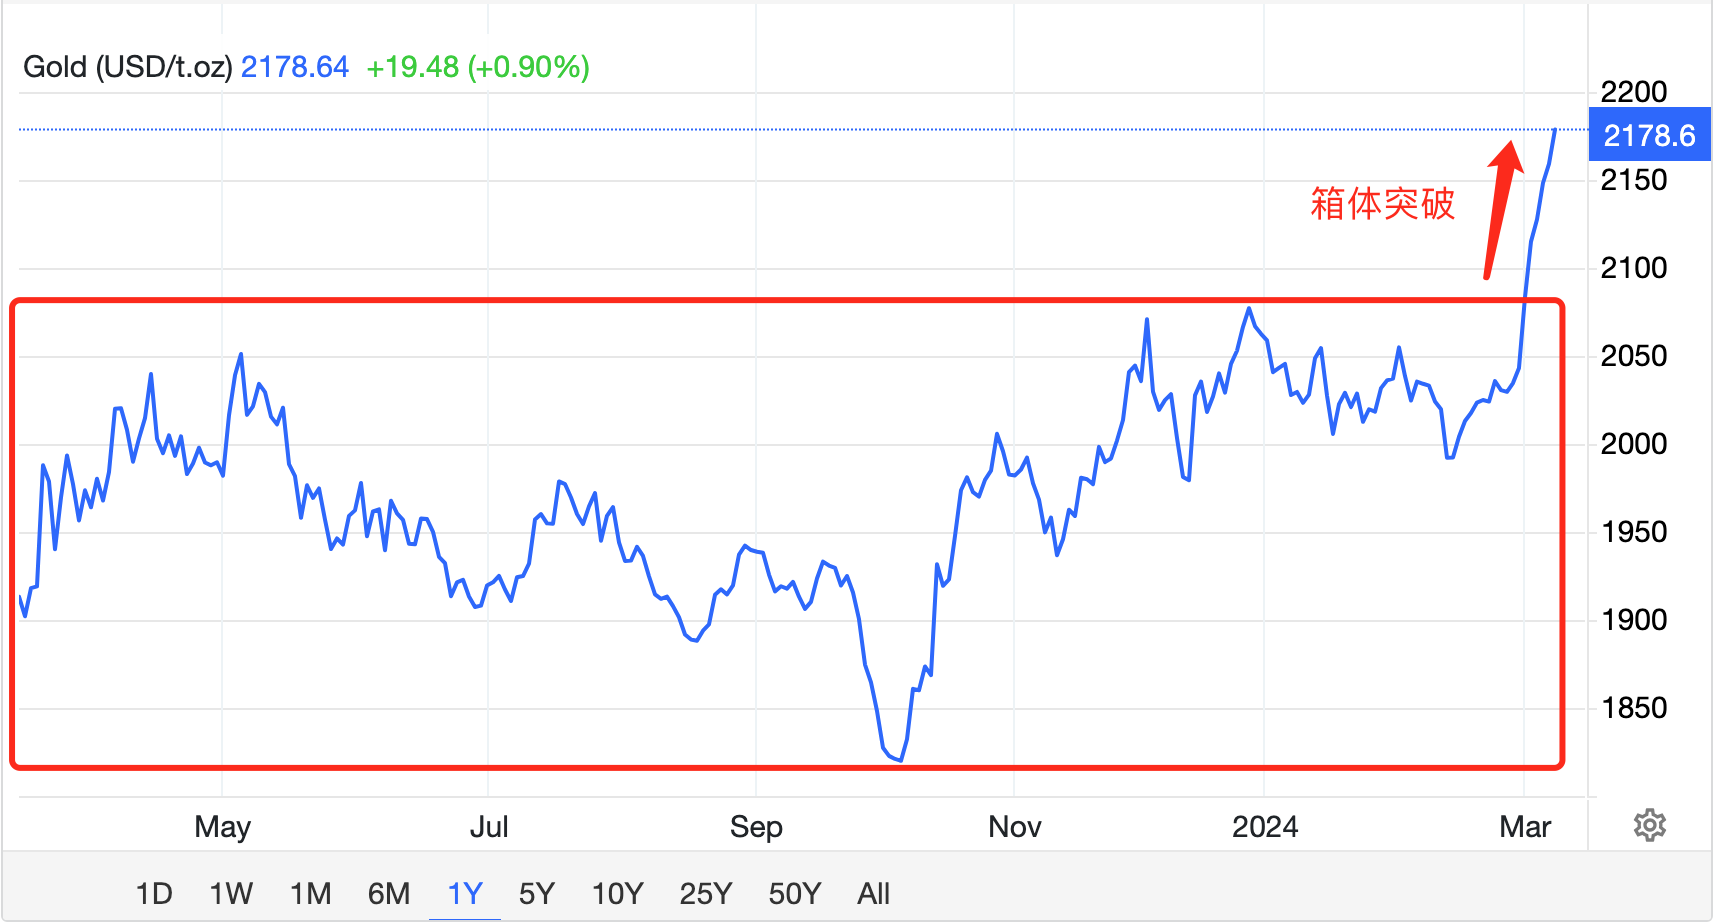 Gold (USD/t.oz) 2178.64 +19.48 (+0.90%)
2200
2178.6
2150
箱体突破
2100
2050
2000
1950
1900
1850
May Jul Sep Nov 2024 Mar
1D 1W 1M 6M 1Y 5Y 10Y 25Y 50Y All